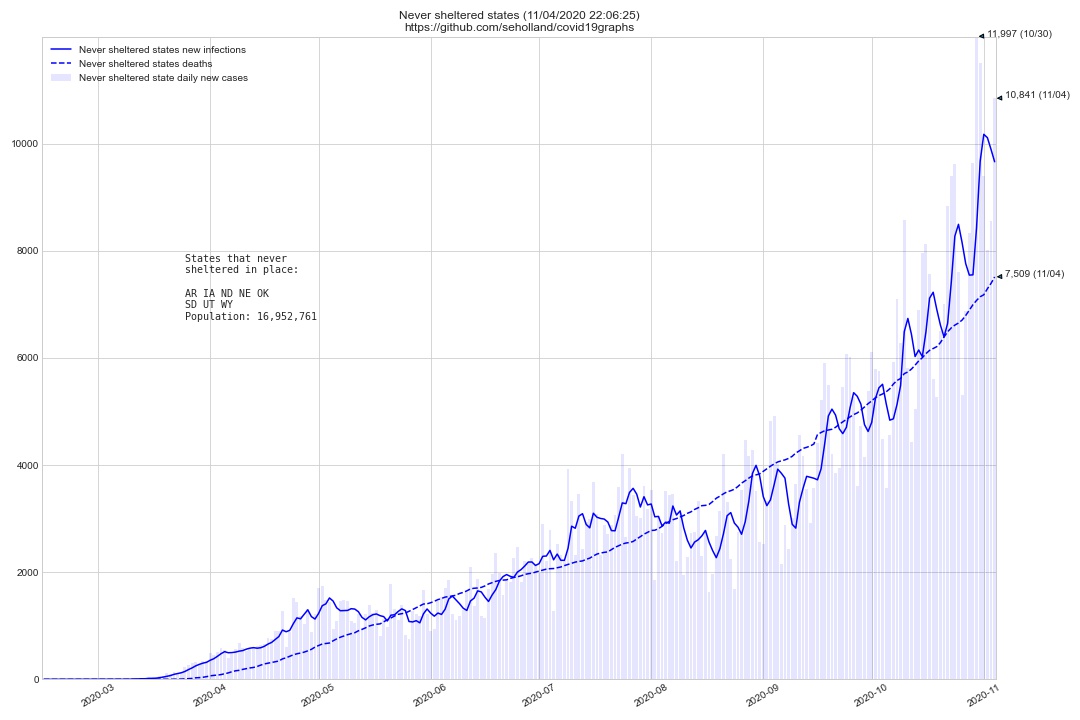 Never sheltered states (11/04/2020 22:06:25)
https://github.com/seholland/covid19graphs
Never sheltered states new infections
Never sheltered states deaths
Never sheltered state daily new cases
11,997 (10/30)
10,841 (11/04)
7,509 (11/04)
States that never
sheltered in place:
AR IA ND NE OK
SD UT WY
Population: 16,952,761
10000
8000
6000
4000
2000
0
2020-03
2020-04
2020-05
2020-06
2020-07
2020-08
2020-09
2020-10
2020-11